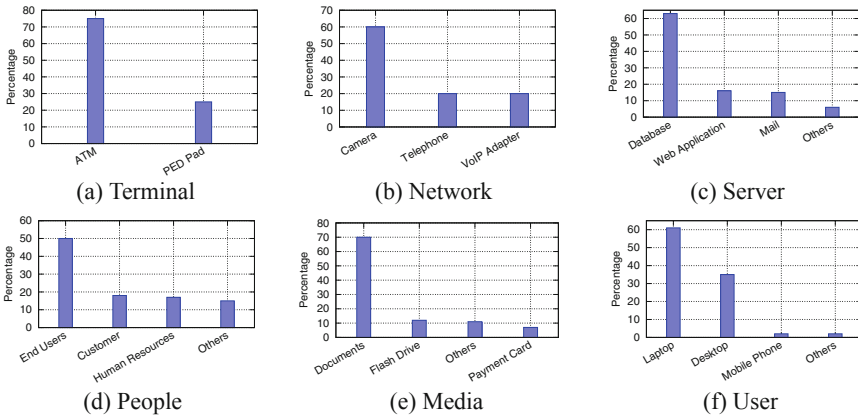 Percentage
80
70
60
50
40
30
20
10
0
ATM
PED Pad
(a) Terminal
Percentage
70
60
50
40
30
20
10
0
Camera
Telephone
VoIP Adapter
(b) Network
Percentage
60
50
40
30
20
10
0
Database
Web Application
Mail
Others
(c) Server
Percentage
60
50
40
30
20
10
0
End Users
Customer
Human Resources
Others
(d) People
Percentage
80
70
60
50
40
30
20
10
0
Documents
Flash Drive
Others
Payment Card
(e) Media
Percentage
60
50
40
30
20
10
0
Laptop
Desktop
Mobile Phone
Others
(f) User